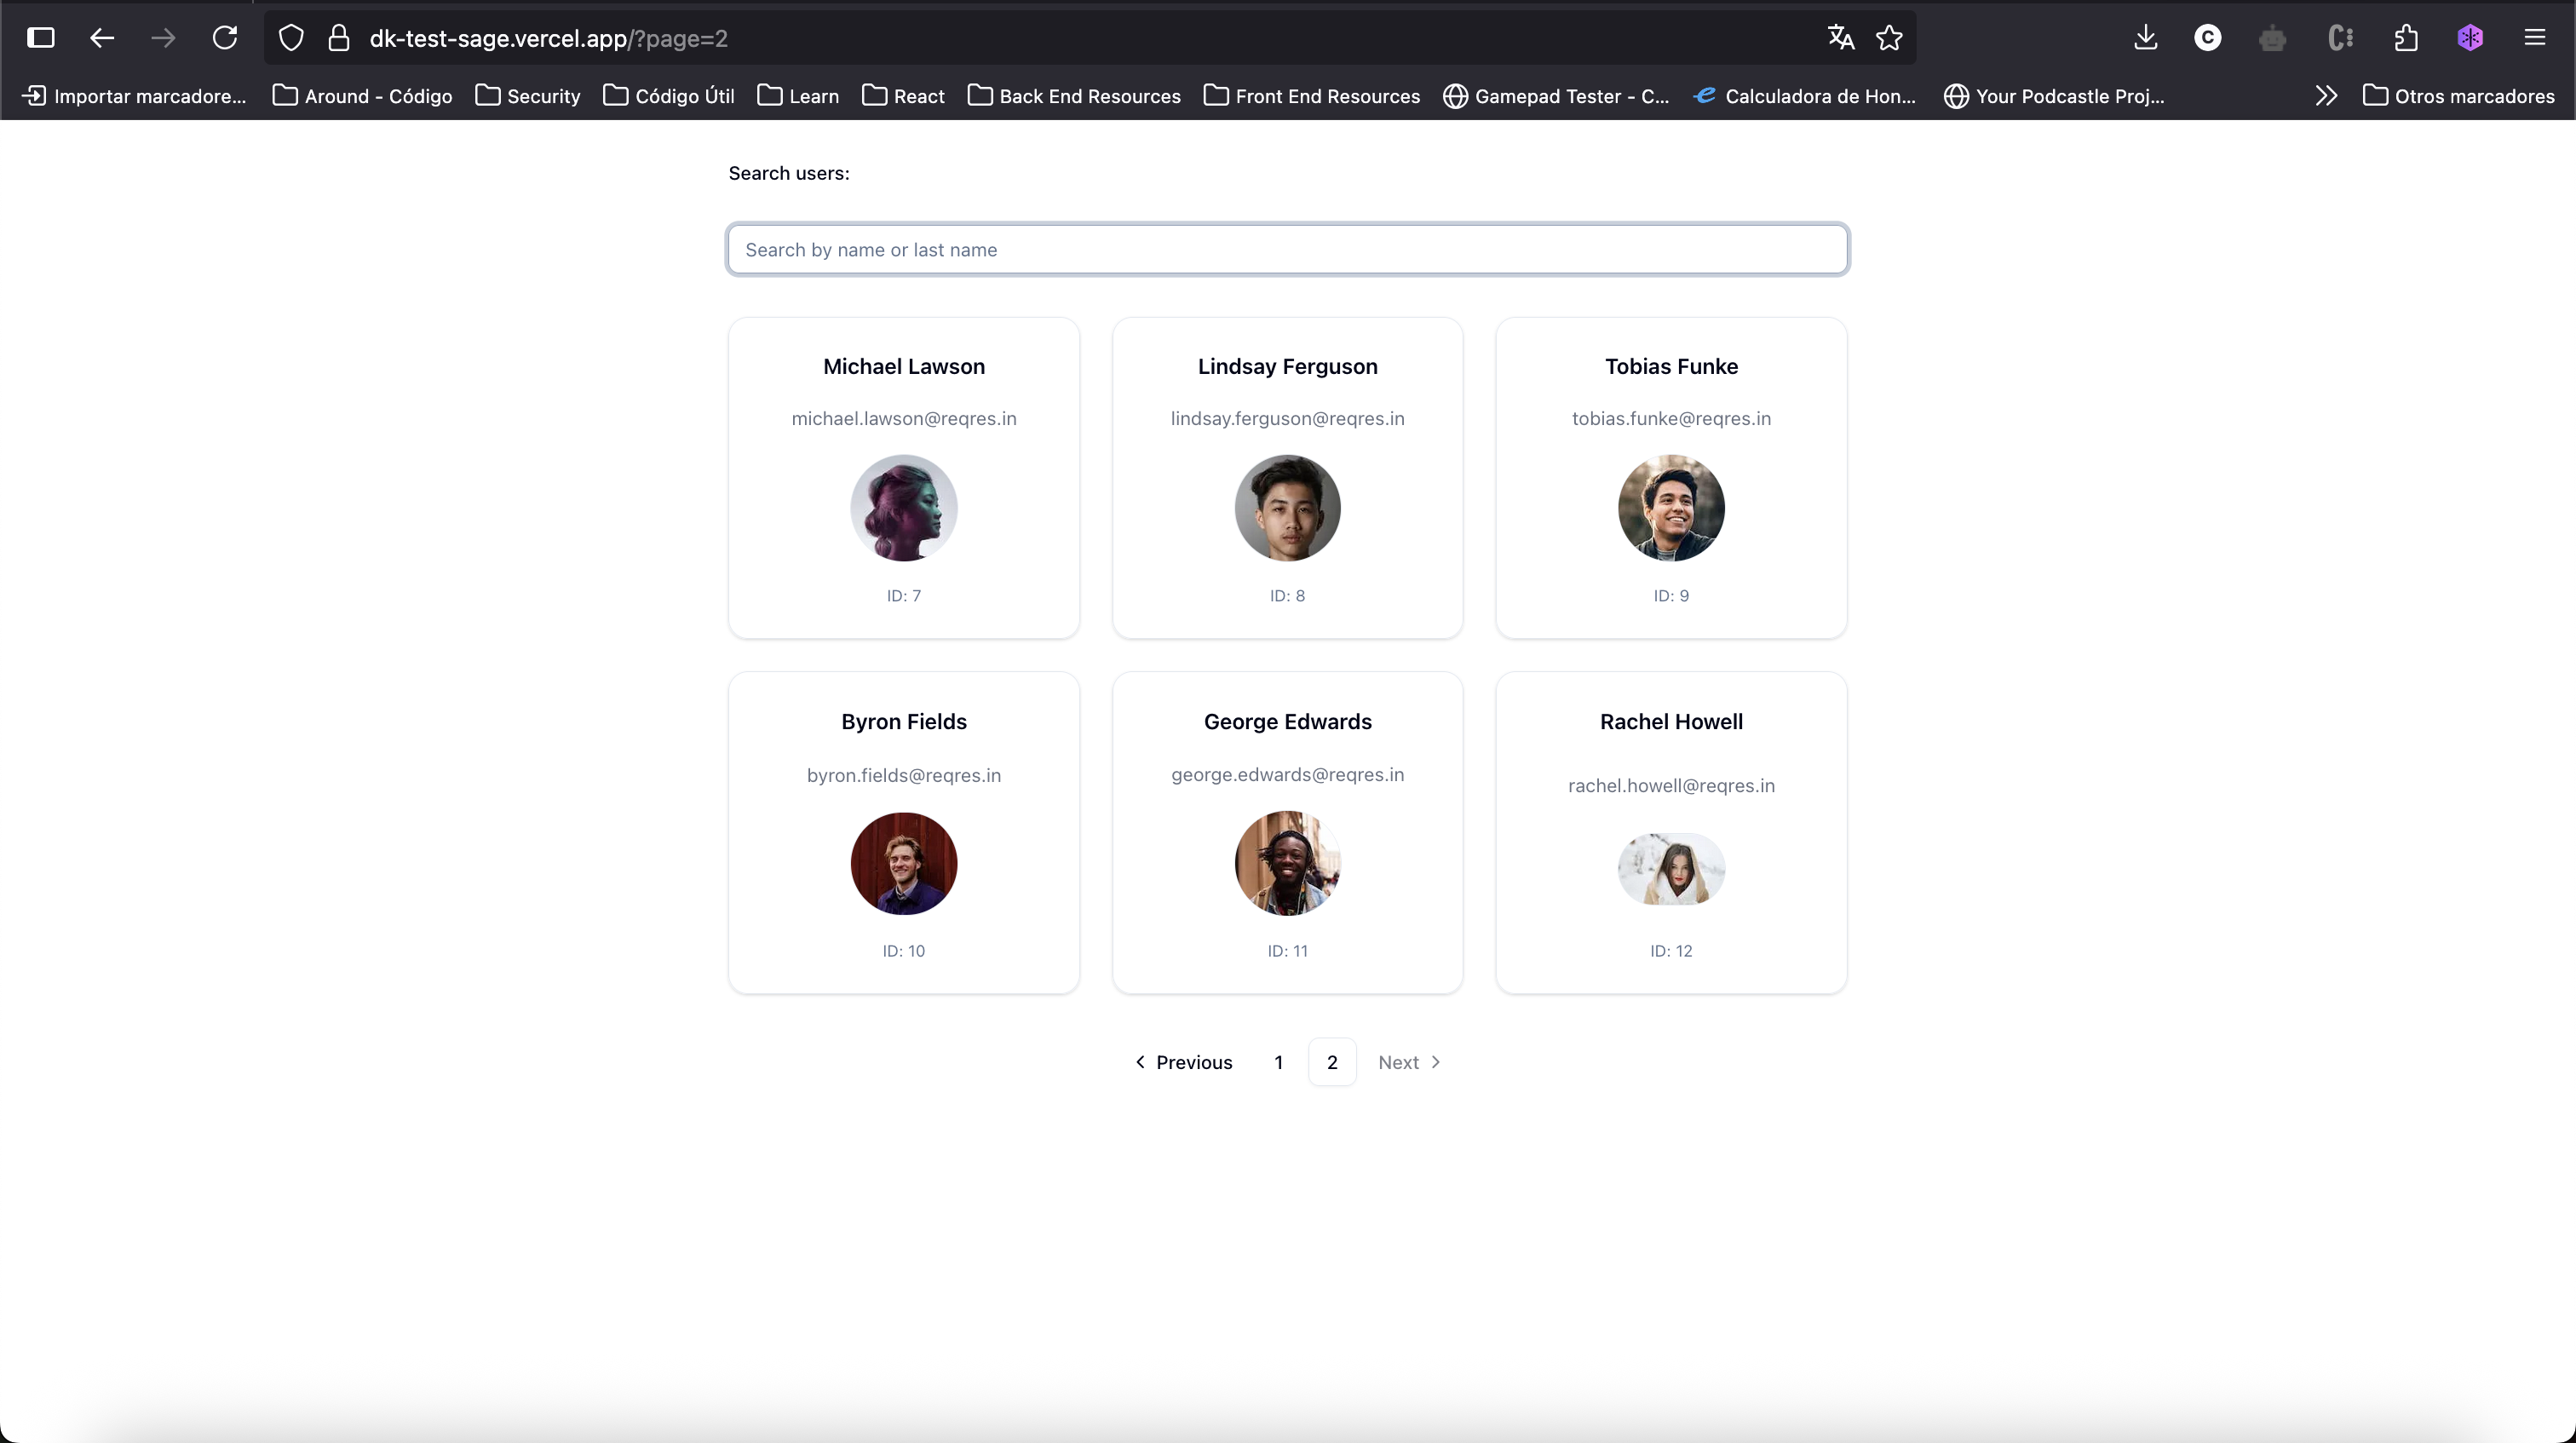 dk-test-sage.vercel.app/?page=2
Importar marcadore... Around - Código Security Código Útil Learn React Back End Resources Front End Resources Gamepad Tester - C... Calculadora de Hon... Your Podcastle Proj... Otros marcadores
Search users:
Search by name or last name
Michael Lawson
michael.lawson@reqres.in
ID: 7
Lindsay Ferguson
lindsay.ferguson@reqres.in
ID: 8
Tobias Funke
tobias.funke@reqres.in
ID: 9
Byron Fields
byron.fields@reqres.in
ID: 10
George Edwards
george.edwards@reqres.in
ID: 11
Rachel Howell
rachel.howell@reqres.in
ID: 12
Previous 1 2 Next